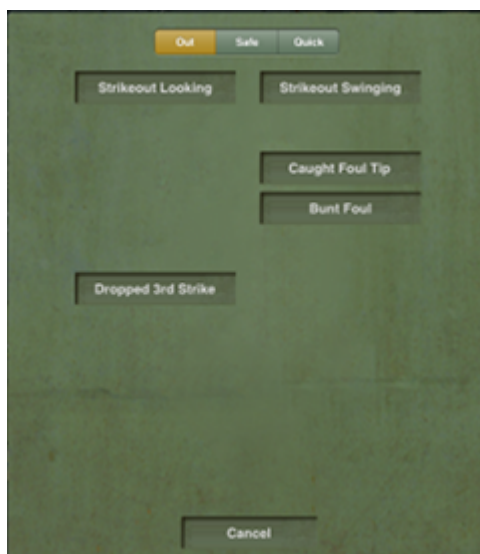 Out Safe Quick
Strikeout Looking Strikeout Swinging
Caught Foul Tip
Bunt Foul
Dropped 3rd Strike
Cancel